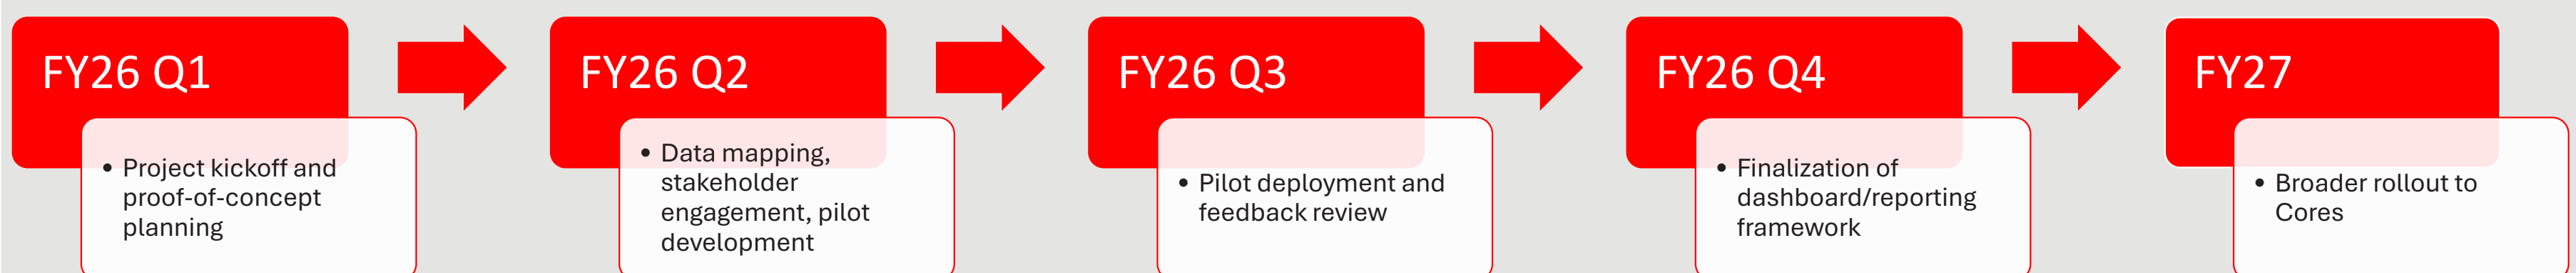 FY26 Q1
• Project kickoff and
proof-of-concept
planning
FY26 Q2
• Data mapping,
stakeholder
engagement, pilot
development
FY26 Q3
• Pilot deployment and
feedback review
FY26 Q4
• Finalization of
dashboard/reporting
framework
FY27
• Broader rollout to
Cores